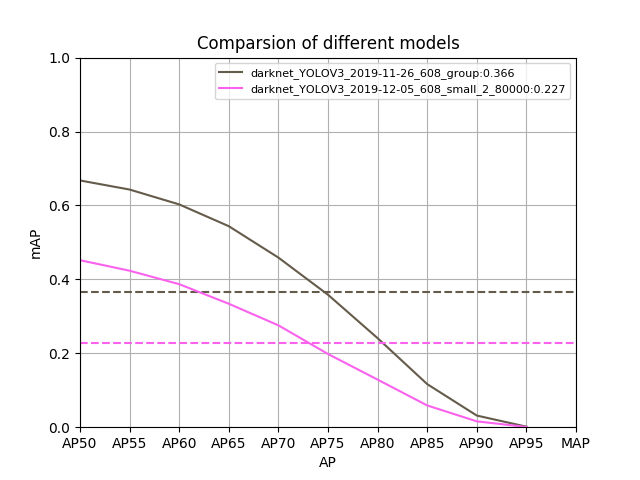 Comparsion of different models
darknet_YOLOV3_2019-11-26_608_group:0.366
darknet_YOLOV3_2019-12-05_608_small_2_80000:0.227
1.0
0.8
0.6
0.4
0.2
0.0
mAP
AP50 AP55 AP60 AP65 AP70 AP75 AP80 AP85 AP90 AP95 MAP
AP